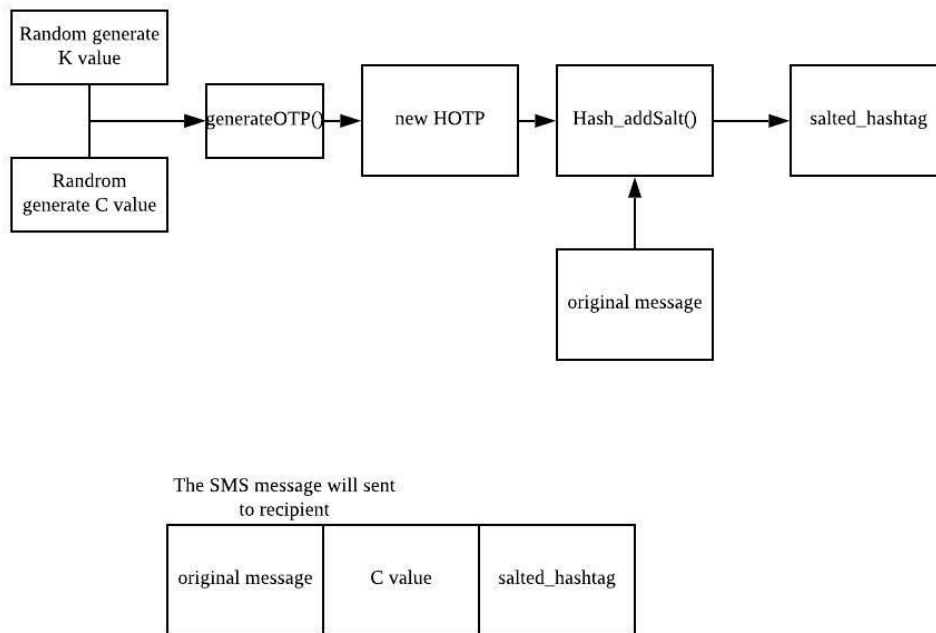 Random generate
K value
generateOTP()
new HOTP
Hash_addSalt()
salted_hashtag
Randrom
generate C value
original message
The SMS message will sent
to recipient
original message
C value
salted_hashtag